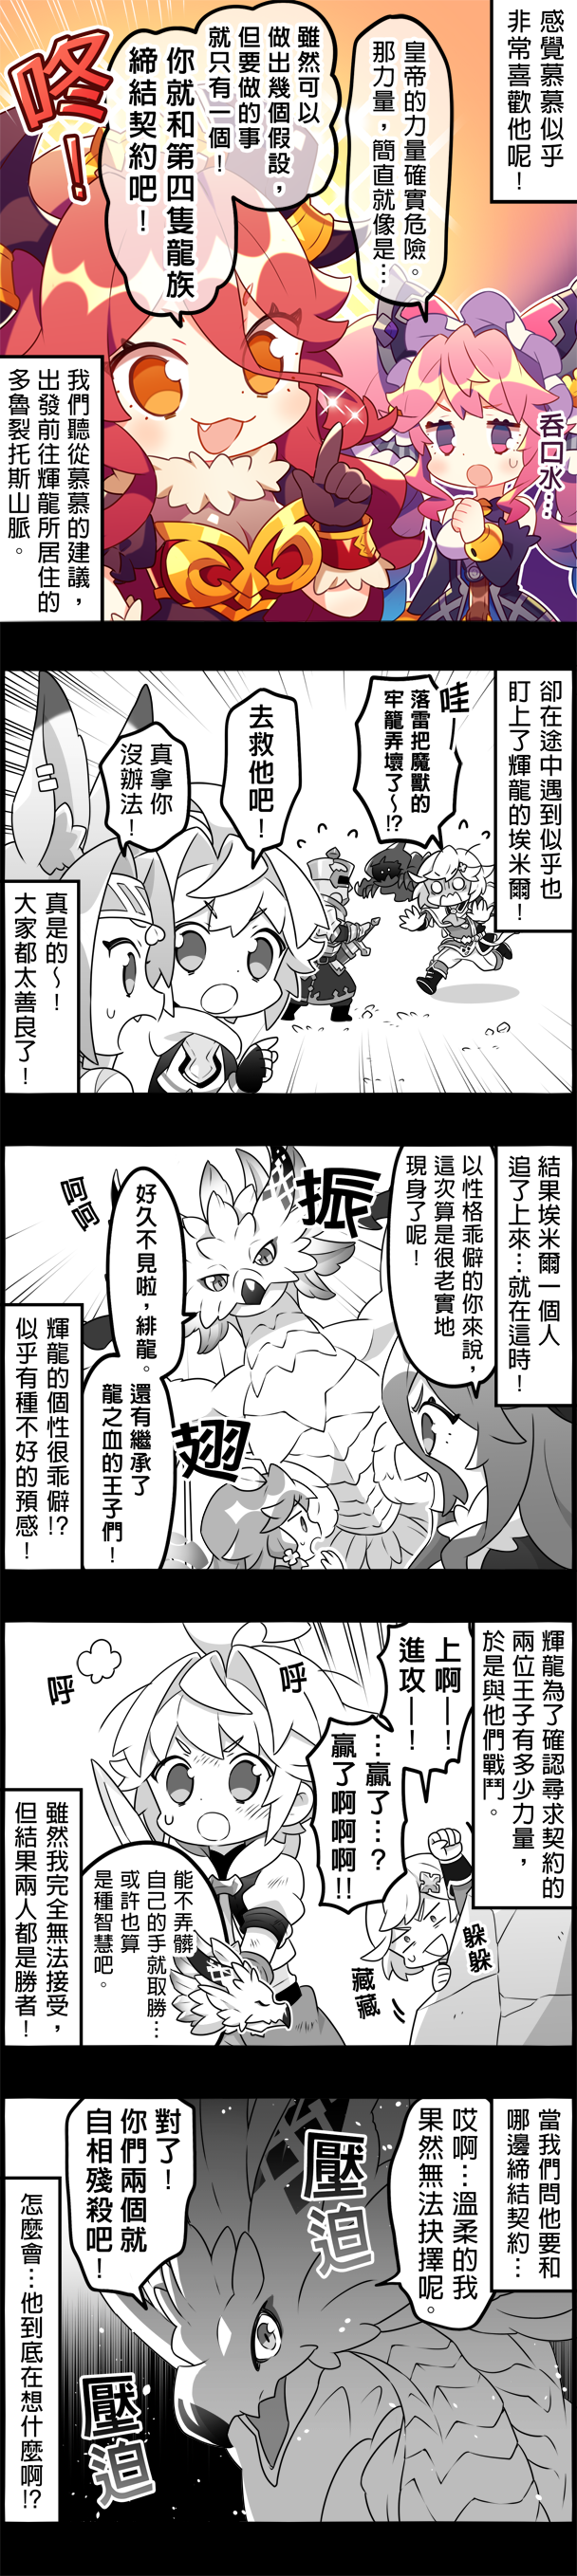 感覺慕慕似乎
非常喜歡他呢！
皇帝的力量確實危險。
那力量，簡直就像是…
雖然可以
做出幾個假設，
但要做的事
就只有一個！
你就和第四隻龍族
締結契約吧！
咚！
吞口水…
我們聽從慕慕的建議，
出發前往輝龍所居住的
多魯裂托斯山脈。
卻在途中遇到似乎也
盯上了輝龍的埃米爾！
哇—
落雷把魔獸的
牢籠弄壞了～!?
去救他吧！
真拿你
沒辦法！
真是的～！
大家都太善良了！
結果埃米爾一個人
追了上來…就在這時！
以性格乖僻的你來說，
這次算是很老實地
現身了呢！
振
翅
呵呵
好久不見啦，緋龍。
還有繼承了
龍之血的王子們！
輝龍的個性很乖僻!?
似乎有種不好的預感！
輝龍為了確認尋求契約的
兩位王子有多少力量，
於是與他們戰鬥。
上啊—！
進攻—！
…贏了…？
贏了啊啊啊!!
呼
呼
躲躲
藏藏
能不弄髒
自己的手就取勝…
或許也算
是種智慧吧。
雖然我完全無法接受，
但結果兩人都是勝者！
當我們問他要和
哪邊締結契約…
哎啊…溫柔的我
果然無法抉擇呢。
壓迫
對了！
你們兩個就
自相殘殺吧！
壓迫
怎麼會…他到底在想什麼啊!?